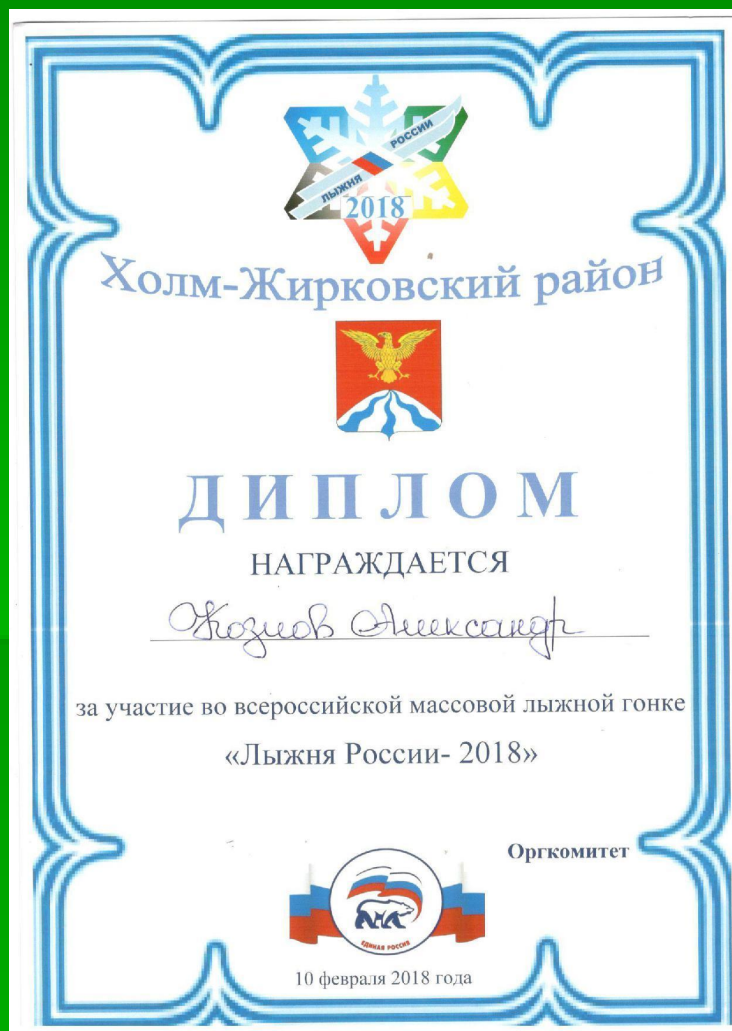 ЛЫЖНЯ РОССИИ
2018
Холм-Жирковский район
ДИПЛОМ
НАГРАЖДАЕТСЯ
Козлов Александр
за участие во всероссийской массовой лыжной гонке
«Лыжня России- 2018»
Оргкомитет
ЕДИНАЯ РОССИЯ
10 февраля 2018 года